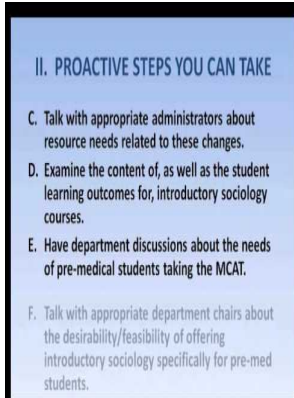 II. PROACTIVE STEPS YOU CAN TAKE
C. Talk with appropriate administrators about
resource needs related to these changes.
D. Examine the content of, as well as the student
learning outcomes for, introductory sociology
courses.
E. Have department discussions about the needs
of pre-medical students taking the MCAT.
F. Talk with appropriate department chairs about
the desirability/feasibility of offering
introductory sociology specifically for pre-med
students.